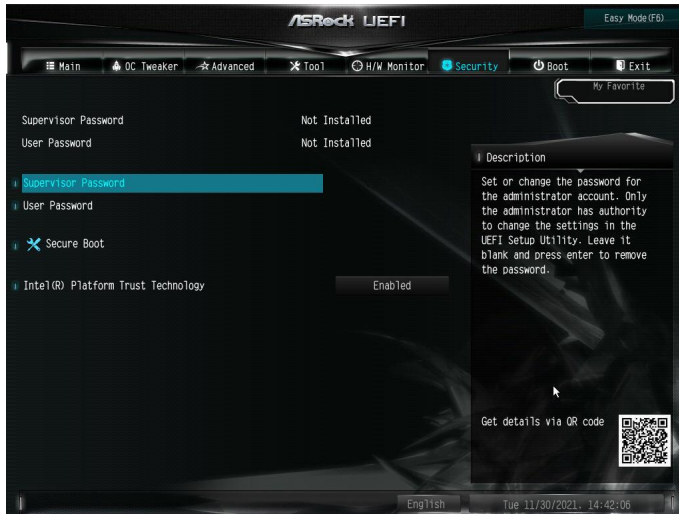 ASRock UEFI
Easy Mode(F6)
Main
OC Tweaker
Advanced
Tool
H/W Monitor
Security
Boot
Exit
My Favorite
Supervisor Password Not Installed
User Password Not Installed
Supervisor Password
User Password
Secure Boot
Intel(R) Platform Trust Technology Enabled
Description
Set or change the password for
the administrator account. Only
the administrator has authority
to change the settings in the
UEFI Setup Utility. Leave it
blank and press enter to remove
the password.
Get details via QR code
English
Tue 11/30/2021. 14:42:06